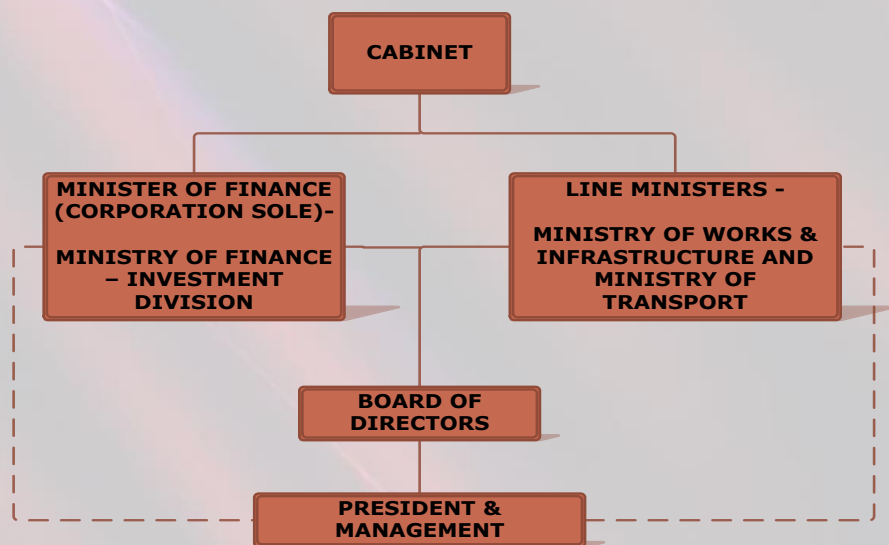 CABINET
MINISTER OF FINANCE
(CORPORATION SOLE)-
MINISTRY OF FINANCE
– INVESTMENT
DIVISION
LINE MINISTERS -
MINISTRY OF WORKS &
INFRASTRUCTURE AND
MINISTRY OF
TRANSPORT
BOARD OF
DIRECTORS
PRESIDENT &
MANAGEMENT